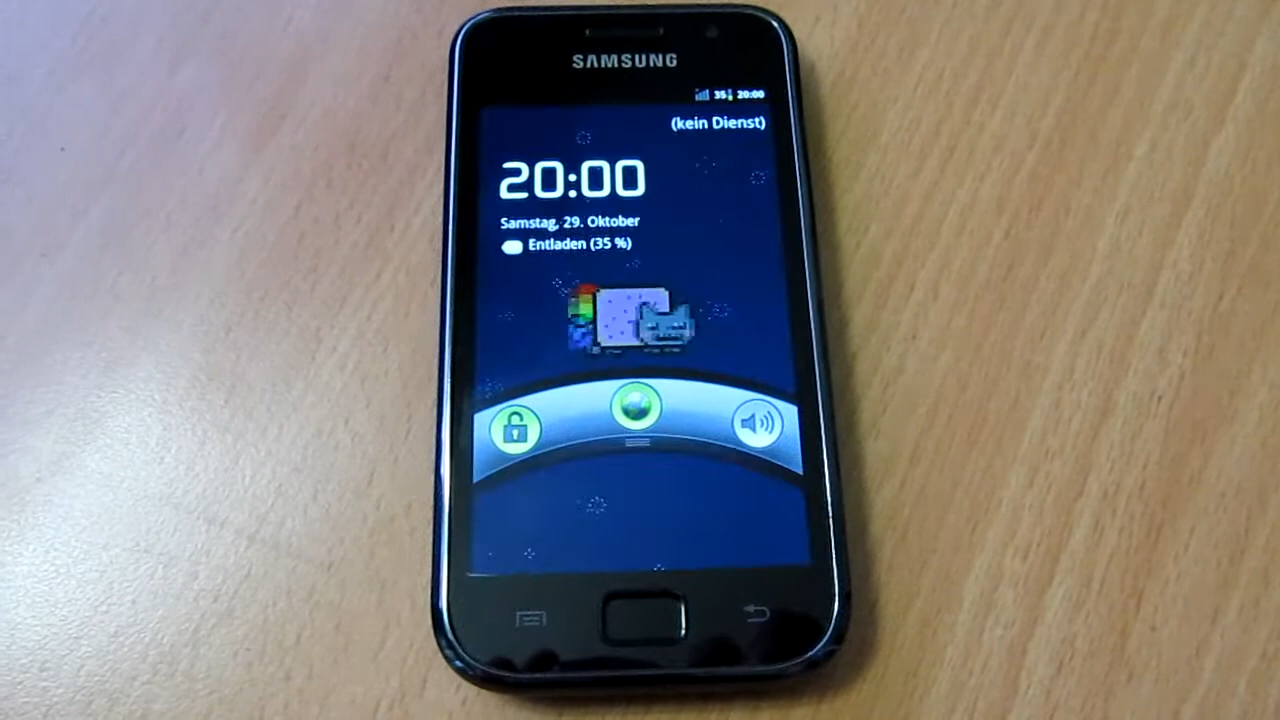 SAMSUNG
35 20:00
(kein Dienst)
20:00
Samstag, 29. Oktober
Entladen (35 %)